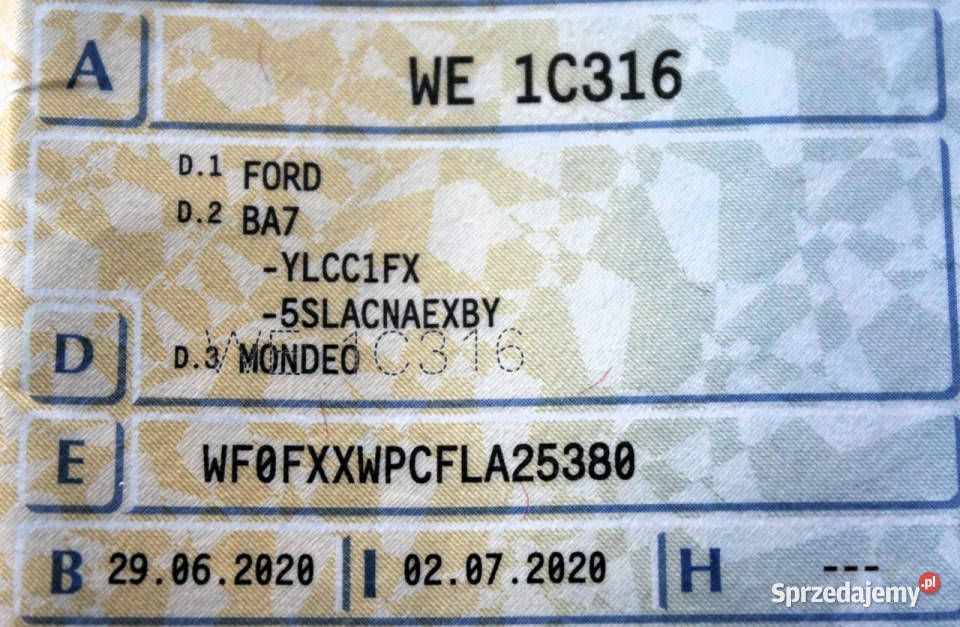 A WE 1C316
D.1 FORD
D.2 BA7
-YLCC1FX
-5SLACNAEXBY
WE 1C316
D D.3 MONDEO
E WF0FXXWPCFLA25380
B 29.06.2020 I 02.07.2020 H ---
Sprzedajemy.pl